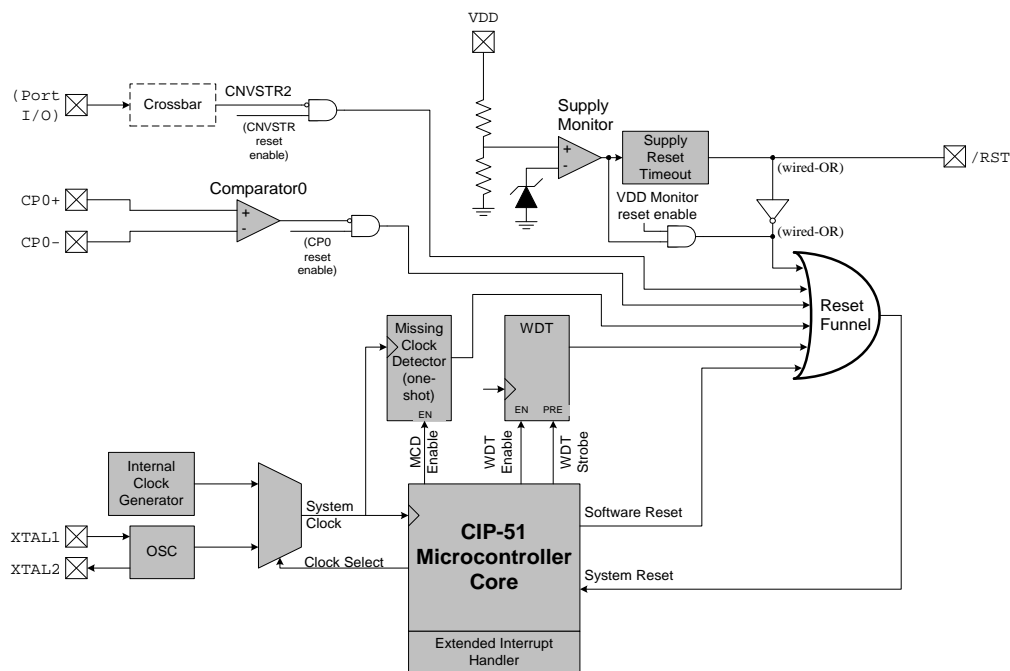 VDD
(Port
I/O)
Crossbar
CNVSTR2
(CNVSTR
reset
enable)
Supply
Monitor
+
-
Supply
Reset
Timeout
(wired-OR)
/RST
VDD Monitor
reset enable
(wired-OR)
CP0+
CP0-
Comparator0
+
-
(CP0
reset
enable)
Reset
Funnel
Missing
Clock
Detector
(one-
shot)
EN
WDT
EN
PRE
MCD
Enable
WDT
Enable
WDT
Strobe
Internal
Clock
Generator
System
Clock
XTAL1
XTAL2
OSC
Clock Select
CIP-51
Microcontroller
Core
Software Reset
System Reset
Extended Interrupt
Handler